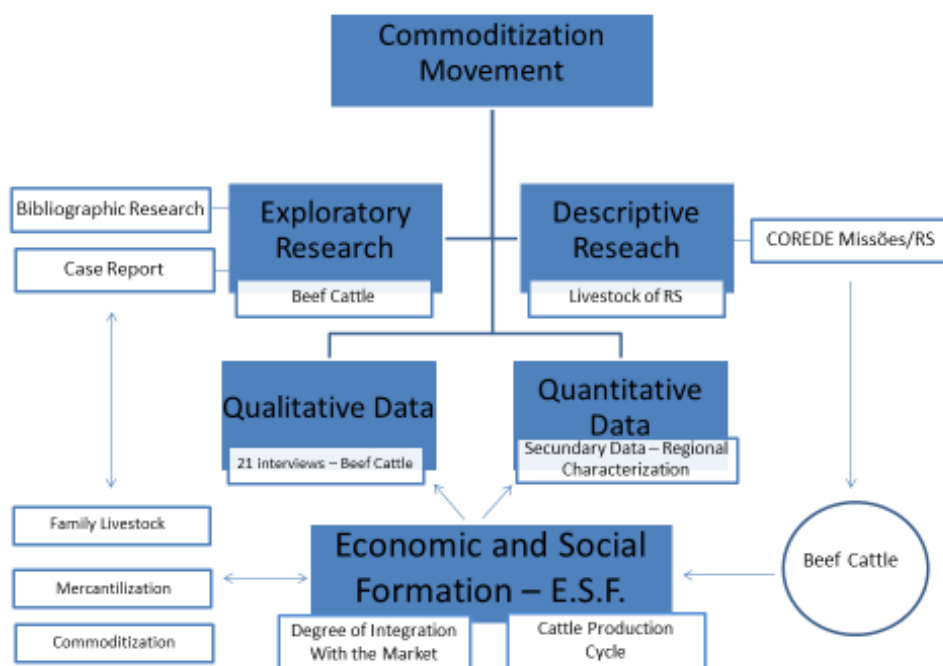 Commoditization
Movement
Bibliographic Research
Exploratory
Research
Descriptive
Reseach
COREDE Missões/RS
Case Report
Beef Cattle
Livestock of RS
Qualitative Data
Quantitative
Data
21 interviews – Beef Cattle
Secundary Data – Regional
Characterization
Family Livestock
Mercantilization
Commoditization
Economic and Social
Formation – E.S.F.
Beef Cattle
Degree of Integration
With the Market
Cattle Production
Cycle